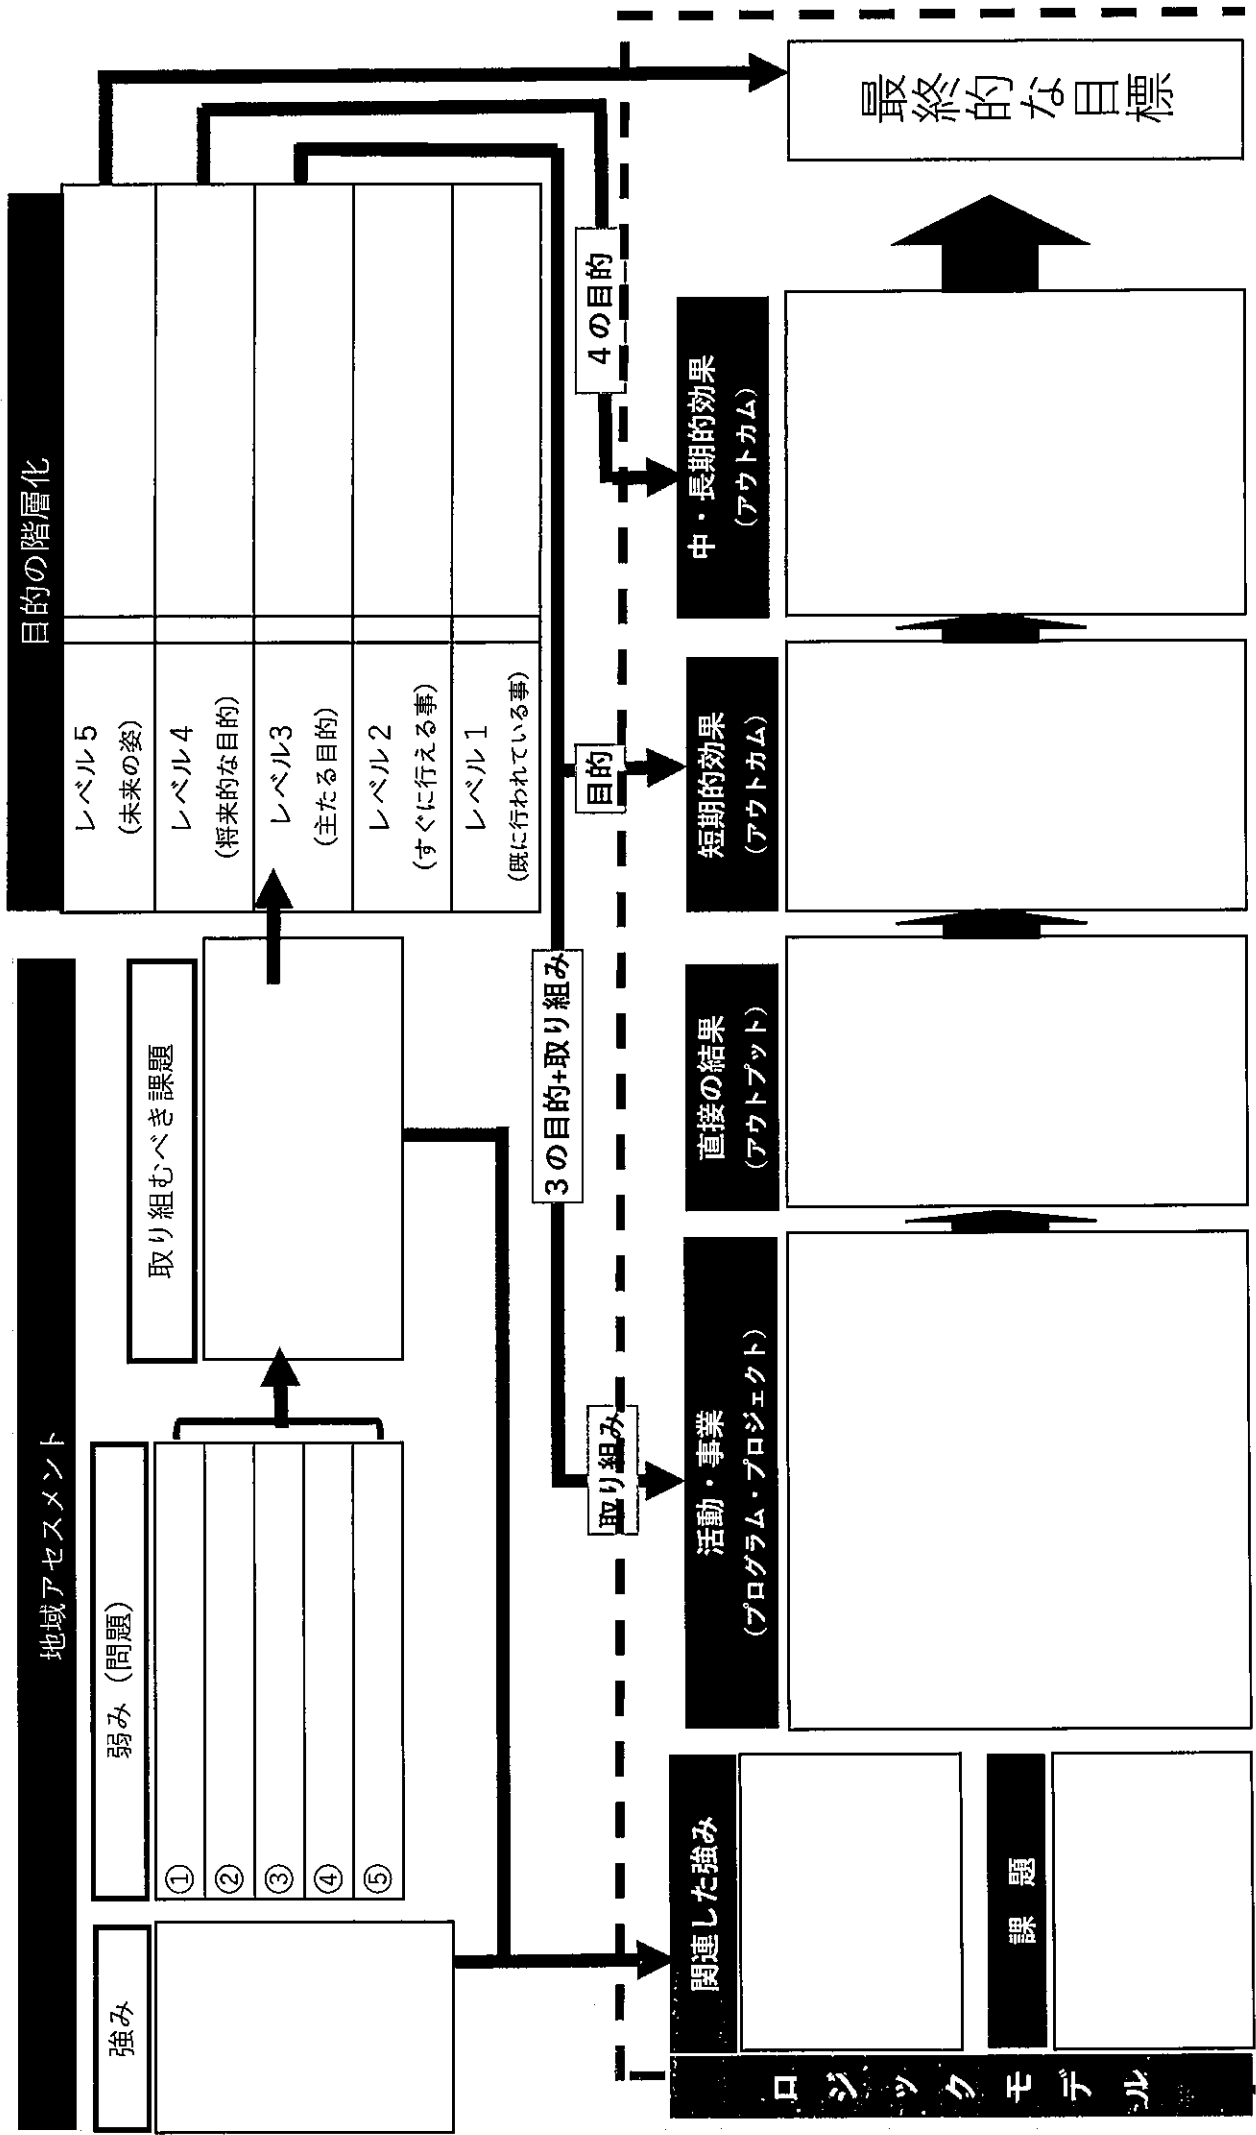 地域アセスメント
強み
弱み（問題）
①
②
③
④
⑤
取り組むべき課題
目的の階層化
レベル5
（未来の姿）
レベル4
（将来的な目的）
レベル3
（主たる目的）
レベル2
（すぐに行える事）
レベル1
（既に行われている事）
3の目的+取り組み
取り組み
目的
4の目的
ロジックモデル
関連した強み
課題
活動・事業
（プログラム・プロジェクト）
直接の結果
（アウトプット）
短期的効果
（アウトカム）
中・長期的効果
（アウトカム）
最終的な目標